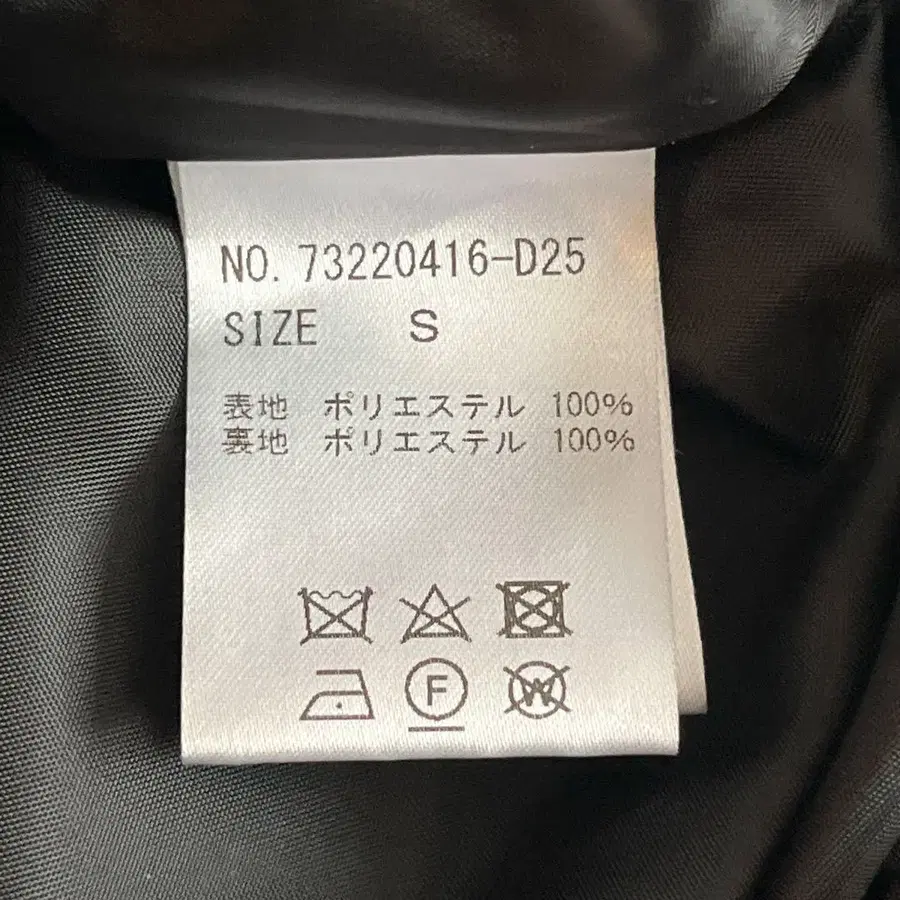 NO. 73220416-D25
SIZE S
表地 ポリエステル 100%
裏地 ポリエステル 100%
F W